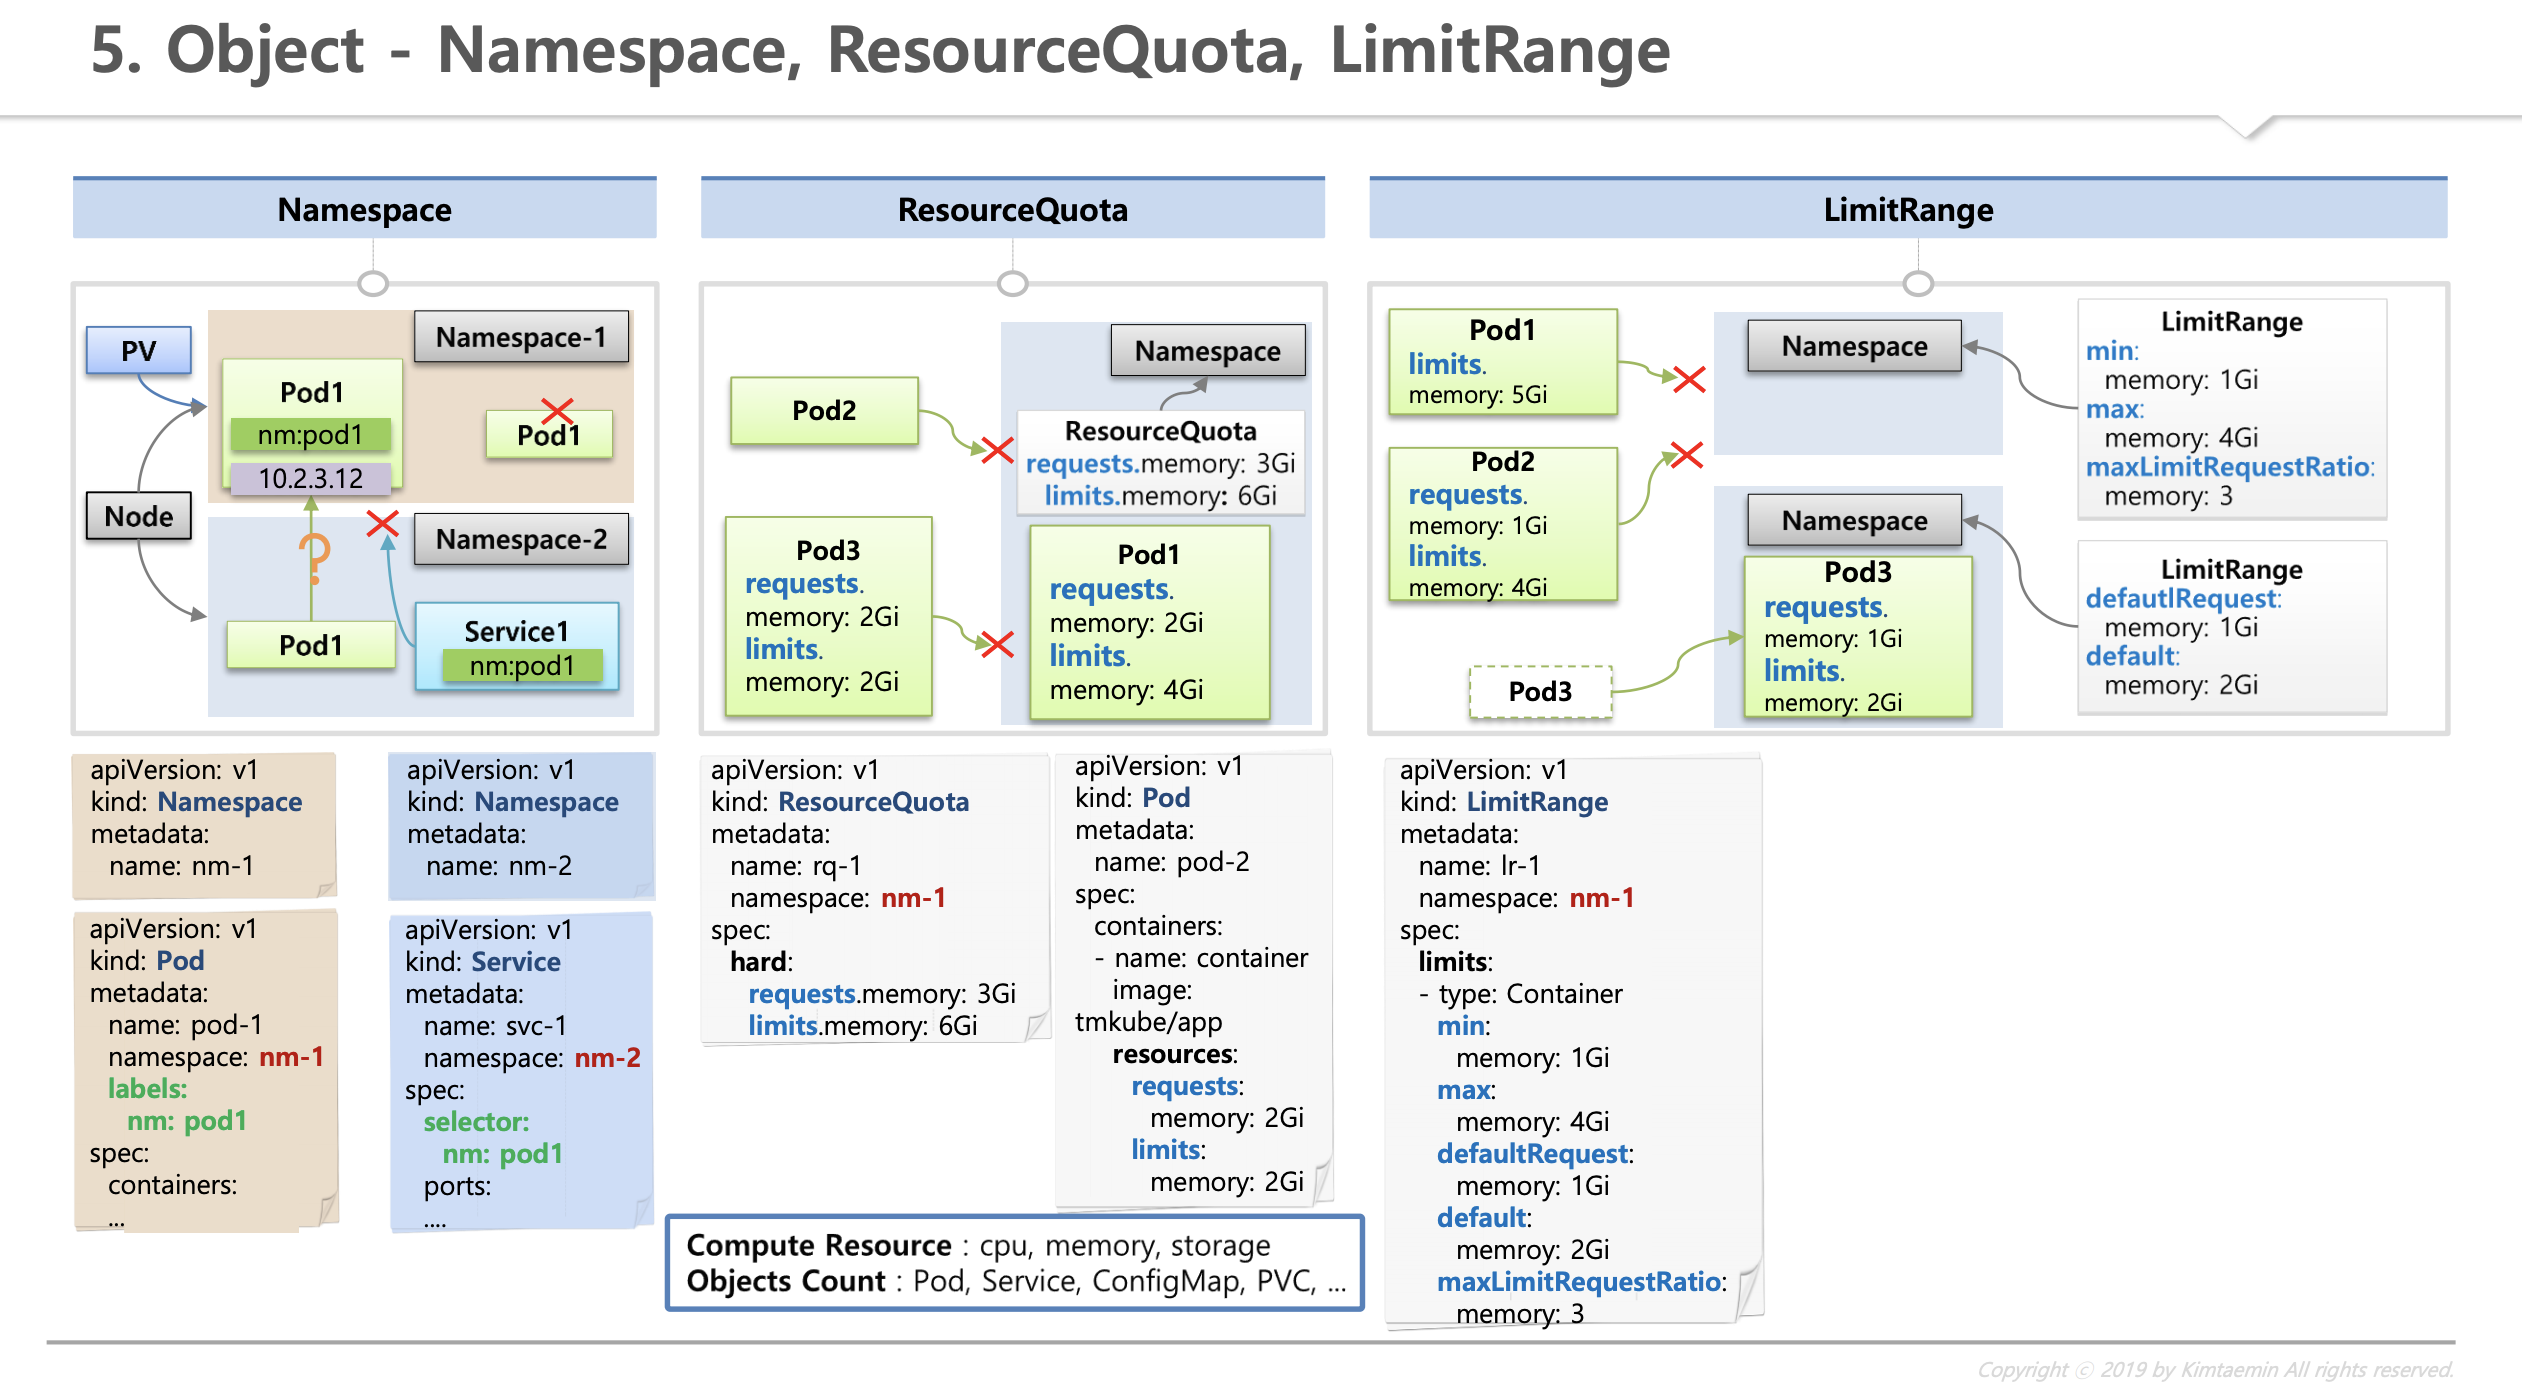 5. Object - Namespace, ResourceQuota, LimitRange
Namespace
PV
Node
Namespace-1
Pod1
nm:pod1
10.2.3.12
Pod1
Namespace-2
?
Pod1
Service1
nm:pod1
apiVersion: v1
kind: Namespace
metadata:
name: nm-1
apiVersion: v1
kind: Namespace
metadata:
name: nm-2
apiVersion: v1
kind: Pod
metadata:
name: pod-1
namespace: nm-1
labels:
nm: pod1
spec:
containers:
...
apiVersion: v1
kind: Service
metadata:
name: svc-1
namespace: nm-2
spec:
selector:
nm: pod1
ports:
....
ResourceQuota
Pod2
Namespace
ResourceQuota
requests.memory: 3Gi
limits.memory: 6Gi
Pod3
requests.
memory: 2Gi
limits.
memory: 2Gi
Pod1
requests.
memory: 2Gi
limits.
memory: 4Gi
apiVersion: v1
kind: ResourceQuota
metadata:
name: rq-1
namespace: nm-1
spec:
hard:
requests.memory: 3Gi
limits.memory: 6Gi
apiVersion: v1
kind: Pod
metadata:
name: pod-2
spec:
containers:
- name: container
image:
tmkube/app
resources:
requests:
memory: 2Gi
limits:
memory: 2Gi
Compute Resource : cpu, memory, storage
Objects Count : Pod, Service, ConfigMap, PVC, ...
LimitRange
Pod1
limits.
memory: 5Gi
Pod2
requests.
memory: 1Gi
limits.
memory: 4Gi
Pod3
Namespace
Namespace
Pod3
requests.
memory: 1Gi
limits.
memory: 2Gi
LimitRange
min:
memory: 1Gi
max:
memory: 4Gi
maxLimitRequestRatio:
memory: 3
LimitRange
defautlRequest:
memory: 1Gi
default:
memory: 2Gi
apiVersion: v1
kind: LimitRange
metadata:
name: lr-1
namespace: nm-1
spec:
limits:
- type: Container
min:
memory: 1Gi
max:
memory: 4Gi
defaultRequest:
memory: 1Gi
default:
memroy: 2Gi
maxLimitRequestRatio:
memory: 3
Copyright ⓒ 2019 by Kimtaemin All rights reserved.